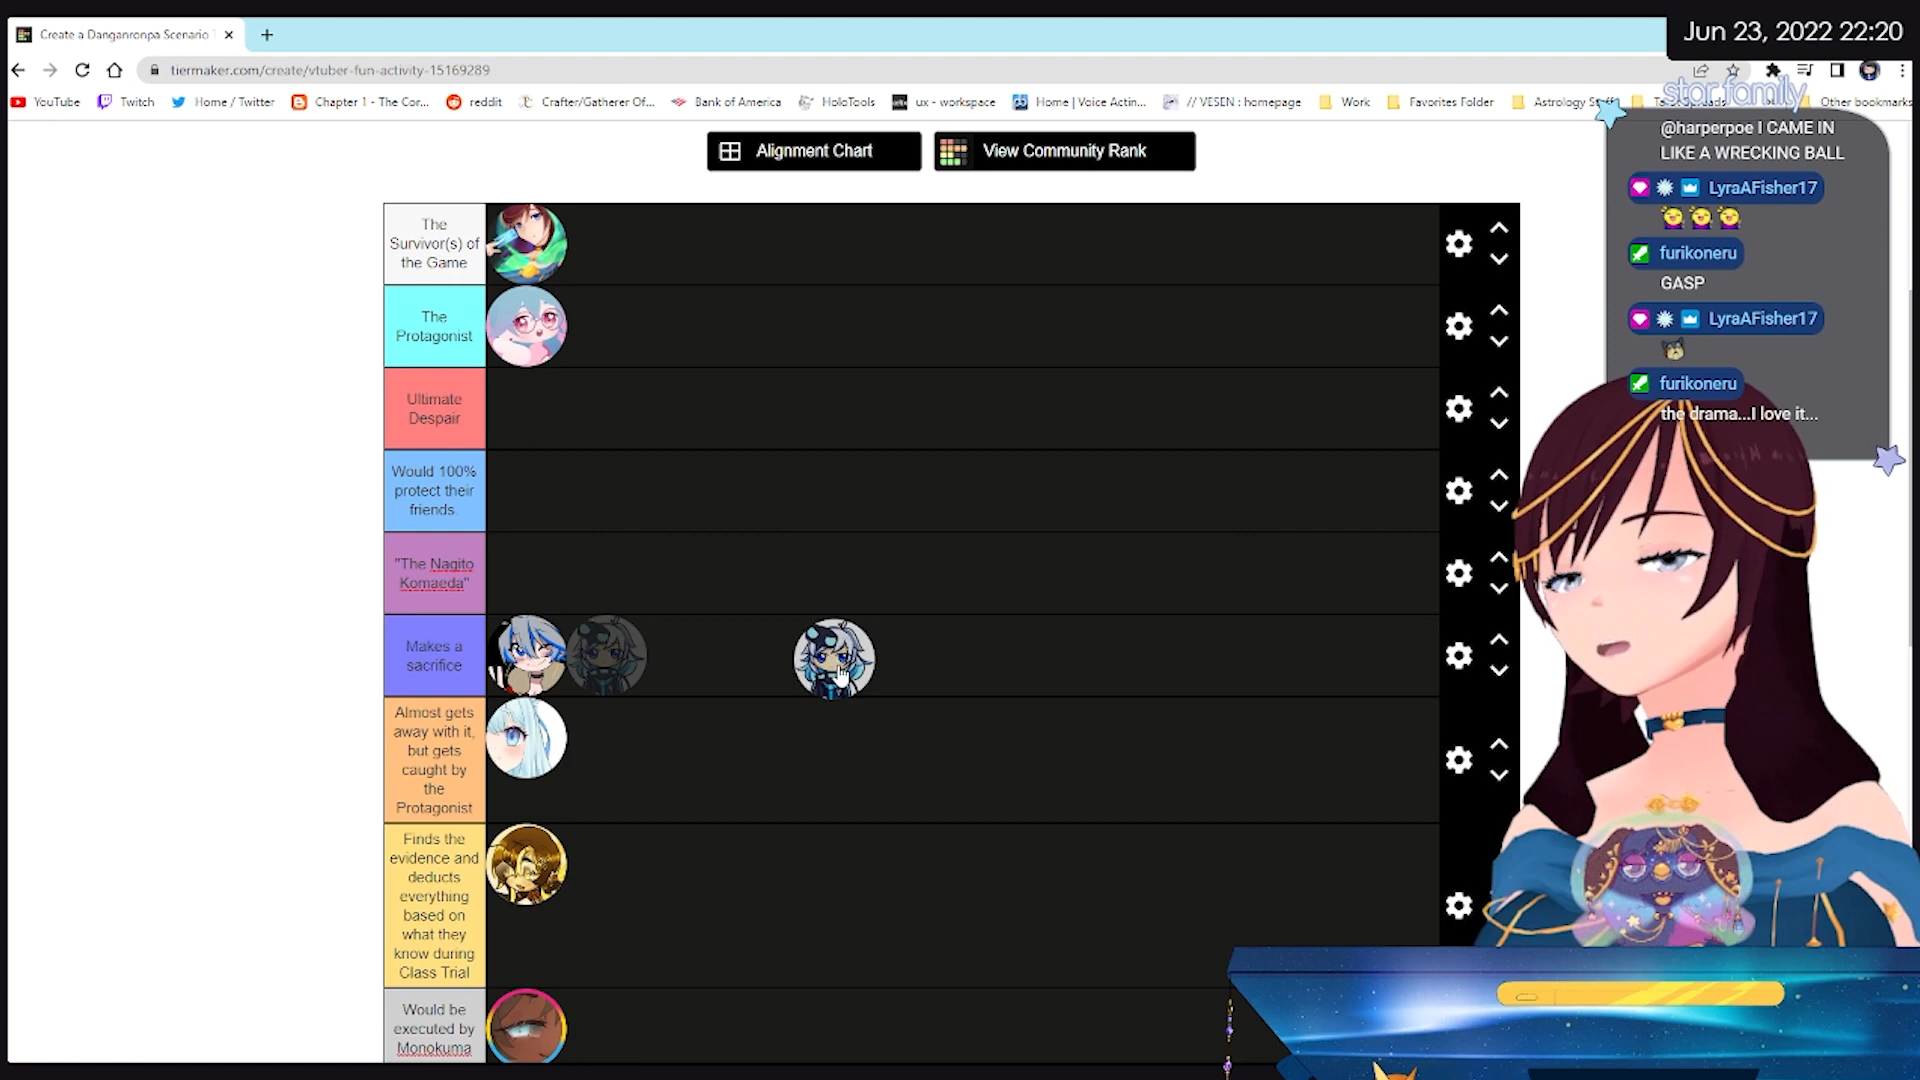 Create a Danganronpa Scenario
Jun 23, 2022 22:20
tiermaker.com/create/vtuber-fun-activity-15169289
YouTube
Twitch
Home / Twitter
Chapter 1 - The Cor...
reddit
Crafter/Gatherer Of...
Bank of America
HoloTools
ux - workspace
Home | Voice Actin...
// VESEN : homepage
Work
Favorites Folder
Astrology Stuffs
Other bookmarks
star family
Alignment Chart
View Community Rank
@harperpoe I CAME IN
LIKE A WRECKING BALL
LyraAFisher17
furikoneru
GASP
LyraAFisher17
furikoneru
the drama...I love it...
The
Survivor(s) of
the Game
The
Protagonist
Ultimate
Despair
Would 100%
protect their
friends.
"The Nagito
Komaeda"
Makes a
sacrifice
Almost gets
away with it,
but gets
caught by
the
Protagonist
Finds the
evidence and
deducts
everything
based on
what they
know during
Class Trial
Would be
executed by
Monokuma